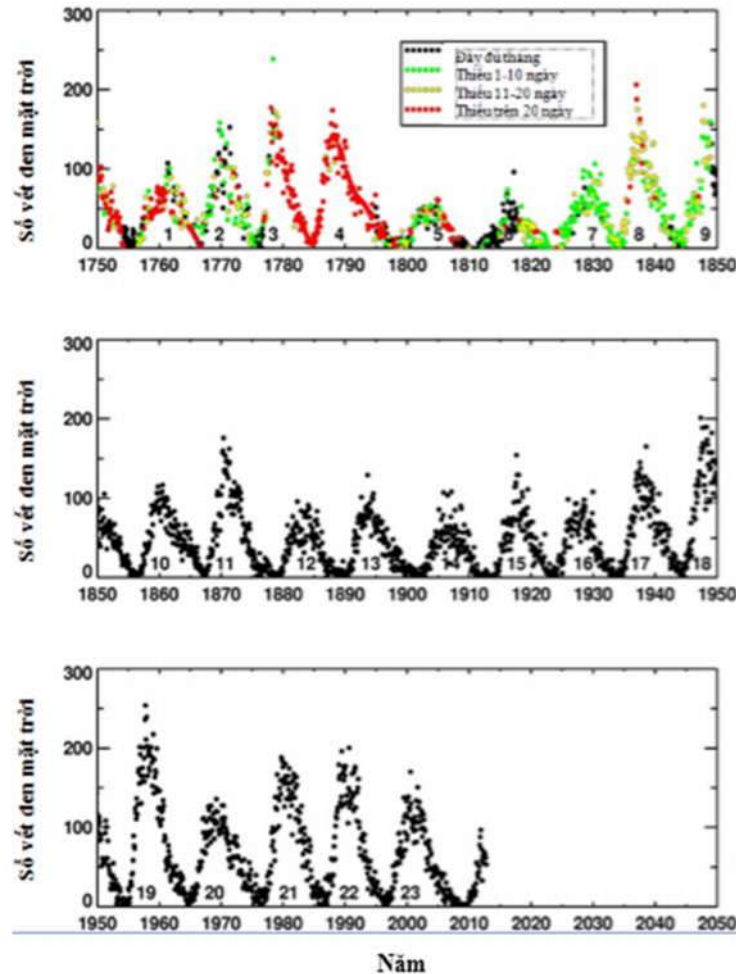 Số vết đen mặt trời
300
200
100
0
Đầy đủ tháng
Thiếu 1-10 ngày
Thiếu 11-20 ngày
Thiếu trên 20 ngày
1 2 3 4 5 6 7 8 9
1750 1760 1770 1780 1790 1800 1810 1820 1830 1840 1850
Số vết đen mặt trời
300
200
100
0
10 11 12 13 14 15 16 17 18
1850 1860 1870 1880 1890 1900 1910 1920 1930 1940 1950
Số vết đen mặt trời
300
200
100
0
19 20 21 22 23
1950 1960 1970 1980 1990 2000 2010 2020 2030 2040 2050
Năm